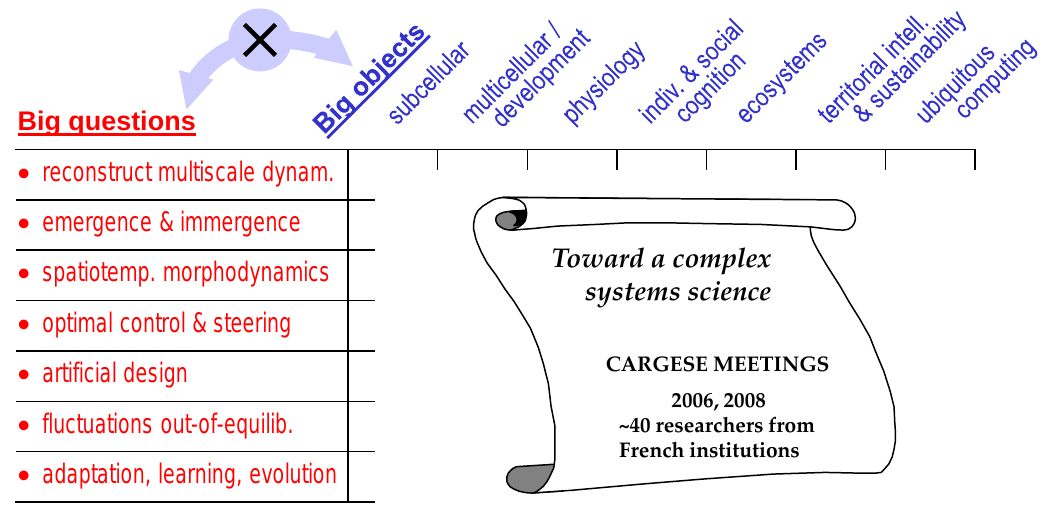 Big questions
Big objects
subcellular
multicellular /
development
physiology
indiv. & social
cognition
ecosystems
territorial intell.
& sustainability
ubiquitous
computing
• reconstruct multiscale dynam.
• emergence & immergence
• spatiotemp. morphodynamics
• optimal control & steering
• artificial design
• fluctuations out-of-equilib.
• adaptation, learning, evolution
Toward a complex
systems science
CARGESE MEETINGS
2006, 2008
~40 researchers from
French institutions